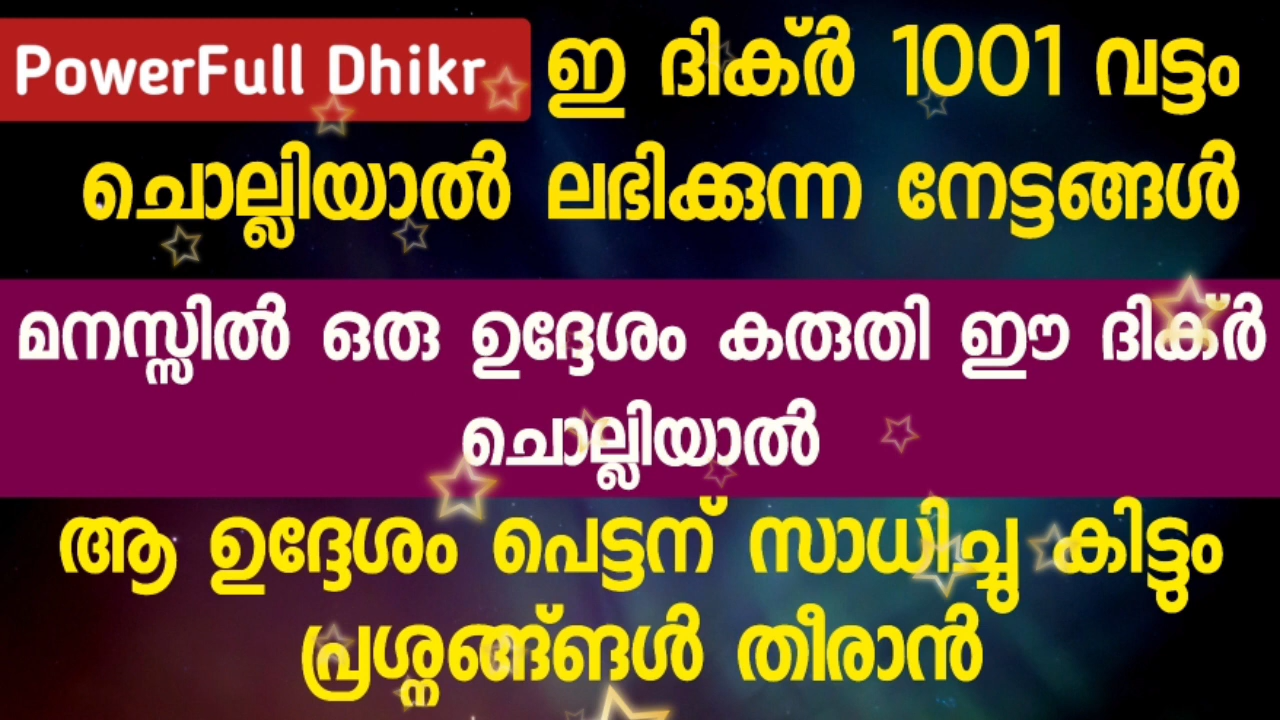 PowerFull Dhikr ഇ ദിക്ർ 1001 വട്ടം
ചൊല്ലിയാൽ ലഭിക്കുന്ന നേട്ടങ്ങൾ
മനസ്സിൽ ഒരു ഉദ്ദേശം കരുതി ഈ ദിക്ർ
ചൊല്ലിയാൽ
ആ ഉദ്ദേശം പെട്ടന് സാധിച്ചു കിട്ടും
പ്രശ്നങ്ങ്ങൾ തീരാൻ